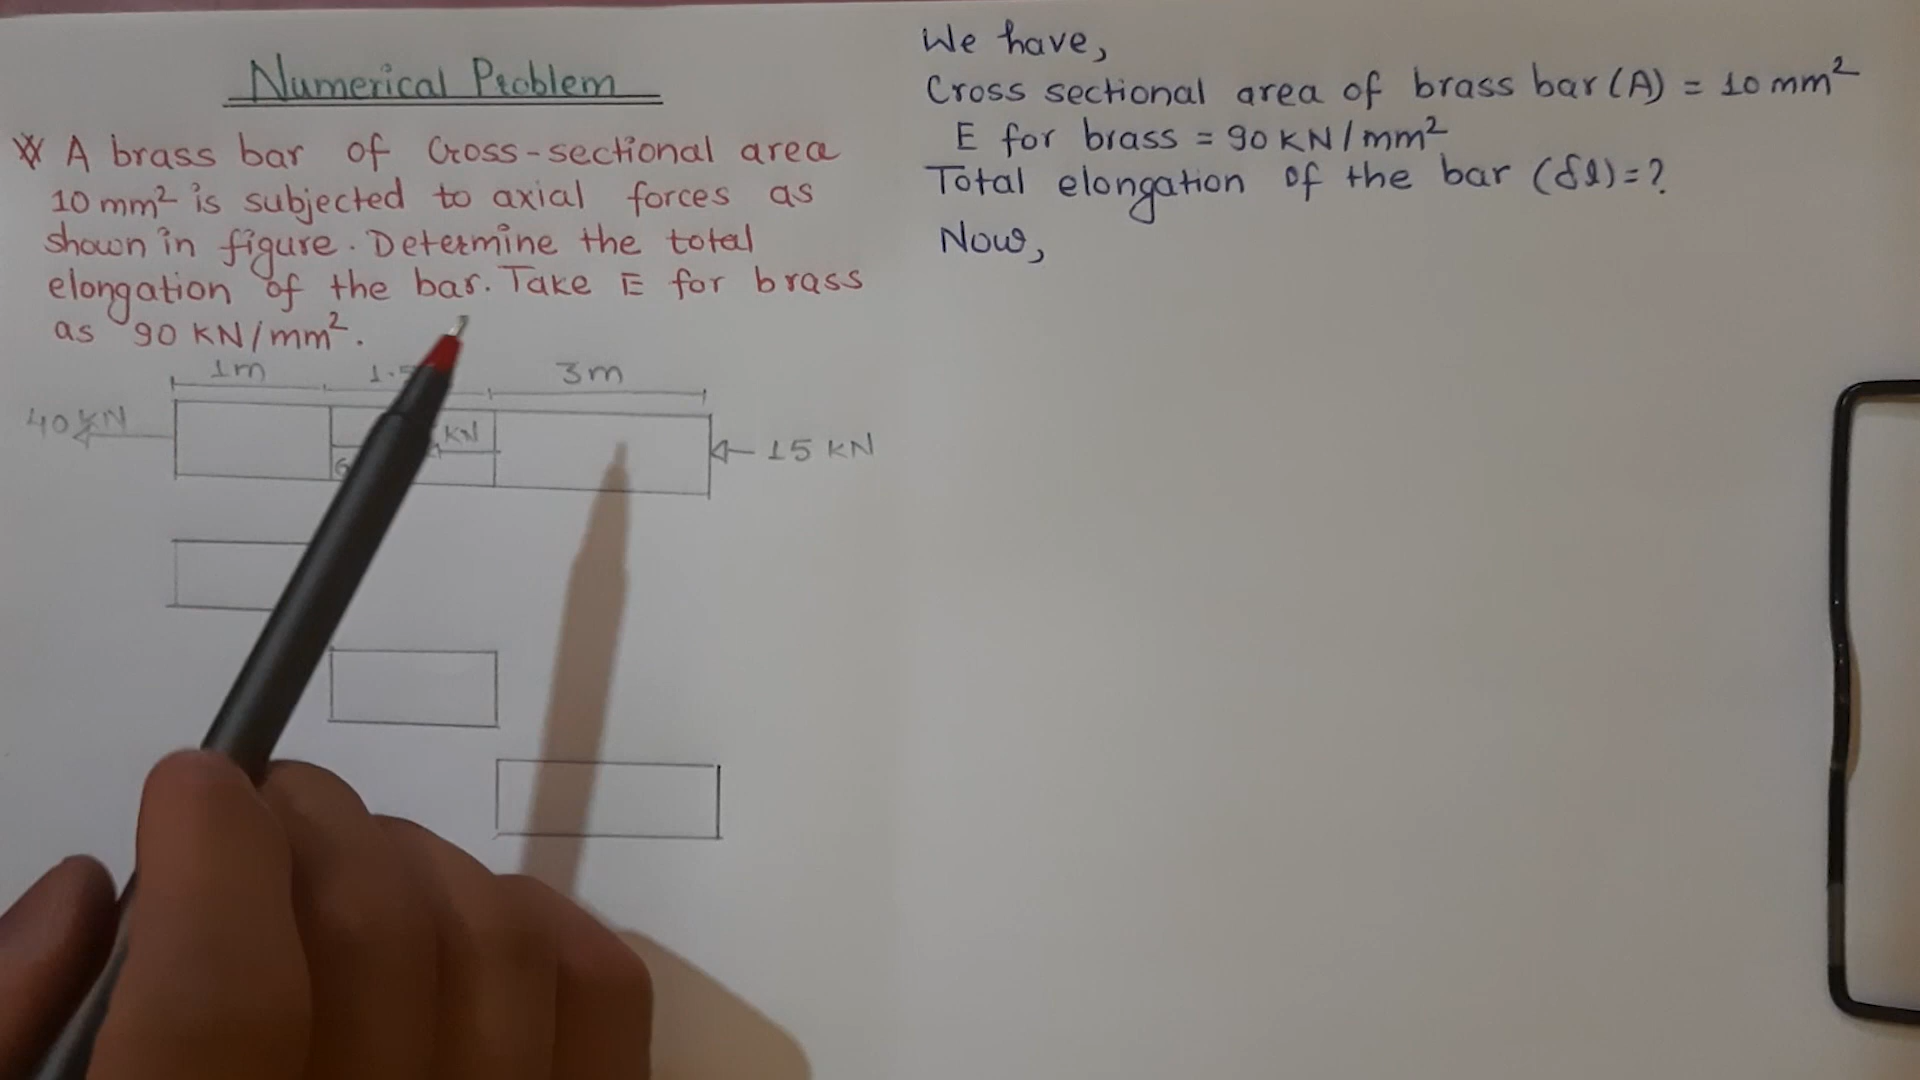 Numerical Problem
* A brass bar of Cross-sectional area
10 mm² is subjected to axial forces as
shown in figure. Determine the total
elongation of the bar. Take E for brass
as 90 KN/mm².
1m
3m
40 KN
KN
15 KN
We have,
Cross sectional area of brass bar (A) = 10 mm²
E for brass = 90 KN/mm²
Total elongation of the bar (δl) = ?
Now,